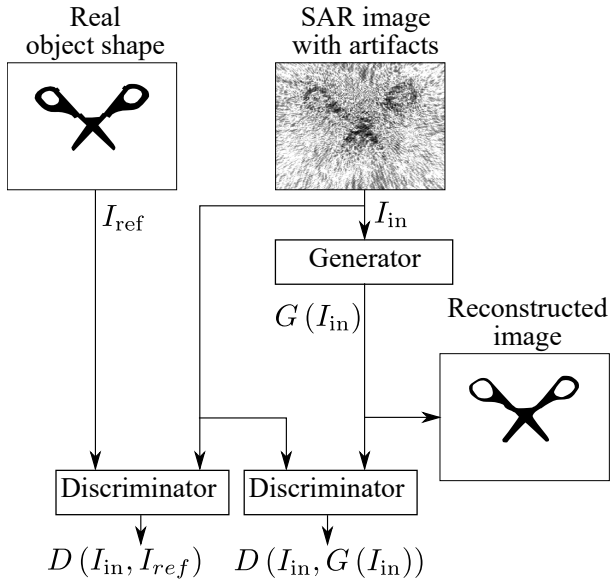 Real
object shape
SAR image
with artifacts
I_ref
I_in
Generator
G (I_in)
Reconstructed
image
Discriminator
Discriminator
D (I_in, I_ref)
D (I_in, G (I_in))